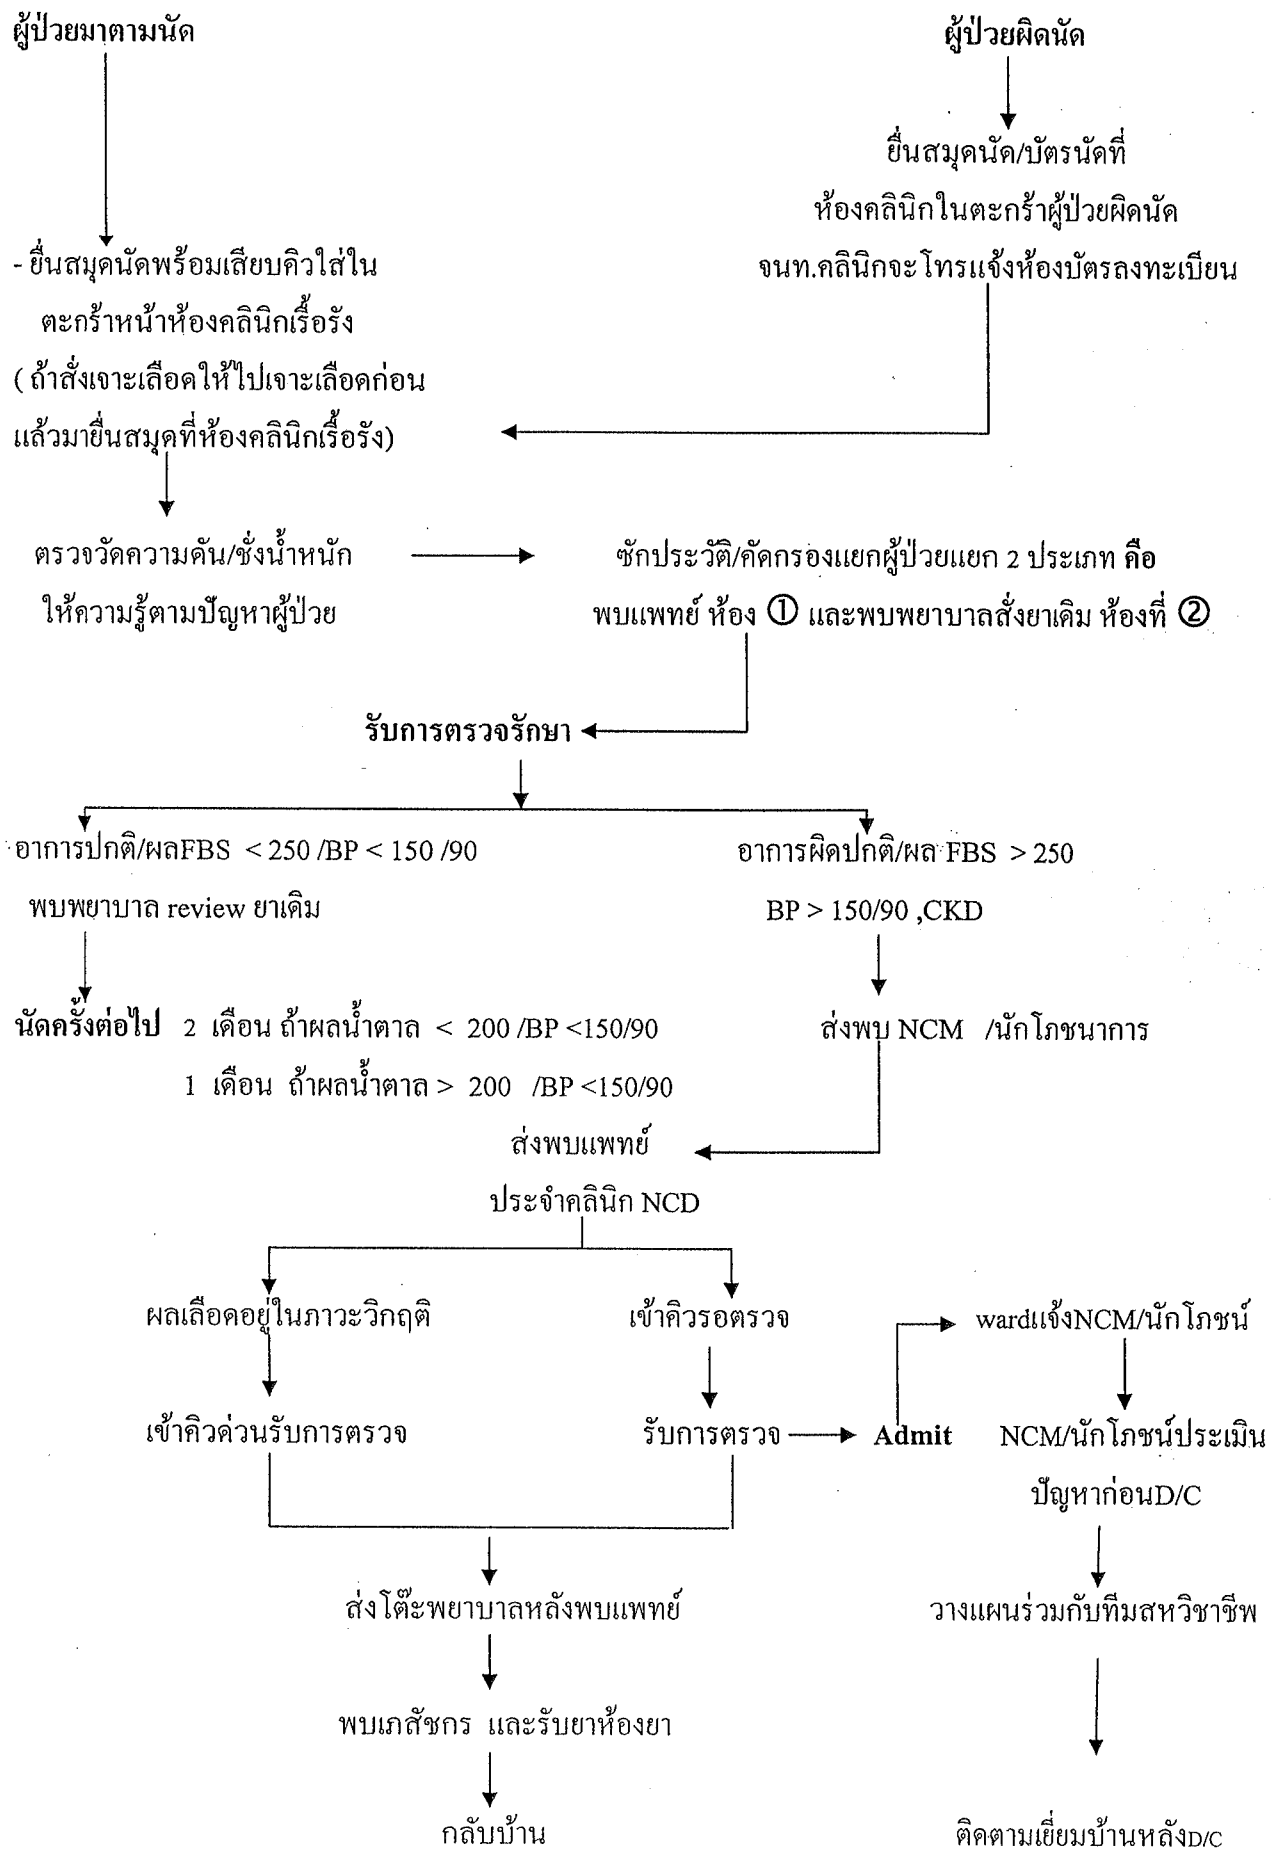 ผู้ป่วยมาตามนัด
ผู้ป่วยผิดนัด
ยื่นสมุดนัด/บัตรนัดที่
ห้องคลินิกในตะกร้าผู้ป่วยผิดนัด
จนท.คลินิกจะโทรแจ้งห้องบัตรลงทะเบียน
- ยื่นสมุดนัดพร้อมเสียบคิวใส่ใน
ตะกร้าหน้าห้องคลินิกเรื้อรัง
( ถ้าสั่งเจาะเลือดให้ไปเจาะเลือดก่อน
แล้วมายื่นสมุดที่ห้องคลินิกเรื้อรัง)
ตรวจวัดความดัน/ชั่งน้ำหนัก
ให้ความรู้ตามปัญหาผู้ป่วย
ซักประวัติ/คัดกรองแยกผู้ป่วยแยก 2 ประเภท คือ
พบแพทย์ ห้อง ① และพบพยาบาลสั่งยาเดิม ห้องที่ ②
รับการตรวจรักษา
อาการปกติ/ผลFBS < 250 /BP < 150 /90
พบพยาบาล review ยาเดิม
อาการผิดปกติ/ผล FBS > 250
BP > 150/90 ,CKD
นัดครั้งต่อไป 2 เดือน ถ้าผลน้ำตาล < 200 /BP <150/90
1 เดือน ถ้าผลน้ำตาล > 200 /BP <150/90
ส่งพบ NCM /นักโภชนาการ
ส่งพบแพทย์
ประจำคลินิก NCD
ผลเลือดอยู่ในภาวะวิกฤติ
เข้าคิวรอตรวจ
wardแจ้งNCM/นักโภชน์
เข้าคิวด่วนรับการตรวจ
รับการตรวจ
Admit
NCM/นักโภชน์ประเมิน
ปัญหาก่อนD/C
ส่งโต๊ะพยาบาลหลังพบแพทย์
วางแผนร่วมกับทีมสหวิชาชีพ
พบเภสัชกร และรับยาห้องยา
กลับบ้าน
ติดตามเยี่ยมบ้านหลังD/C